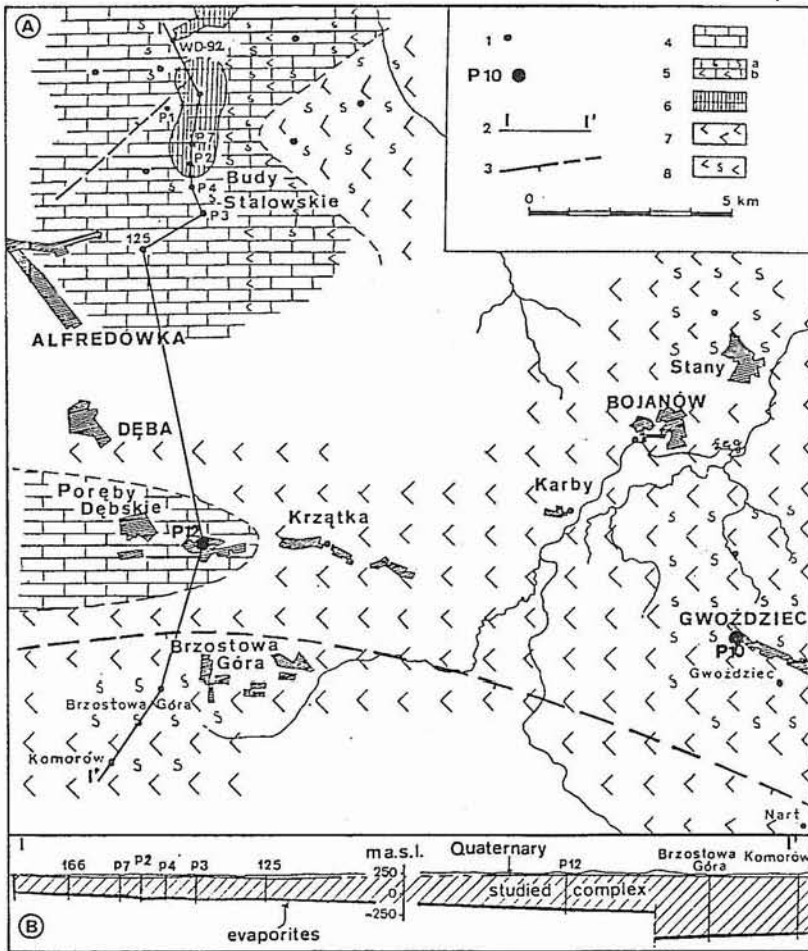 A
I
WD-92
P1
P7
P2
P4
P3
Budy
Stalowskie
125
ALFREDÓWKA
DĘBA
Poręby
Dębskie
P12
Krzątka
Karby
BOJANÓW
Stany
GWOŹDZIEC
P10
Gwoździec
Brzostowa
Góra
Brzostowa Góra
Komorów
I'
Nart
1
P10
2 I I'
3
4
5 a
b
6
7
8
0 5 km
I 166 P7 P2 P4 P3 125 m a.s.l. Quaternary P12 Brzostowa Góra Komorów I'
250
0
-250
studied complex
evaporites
B